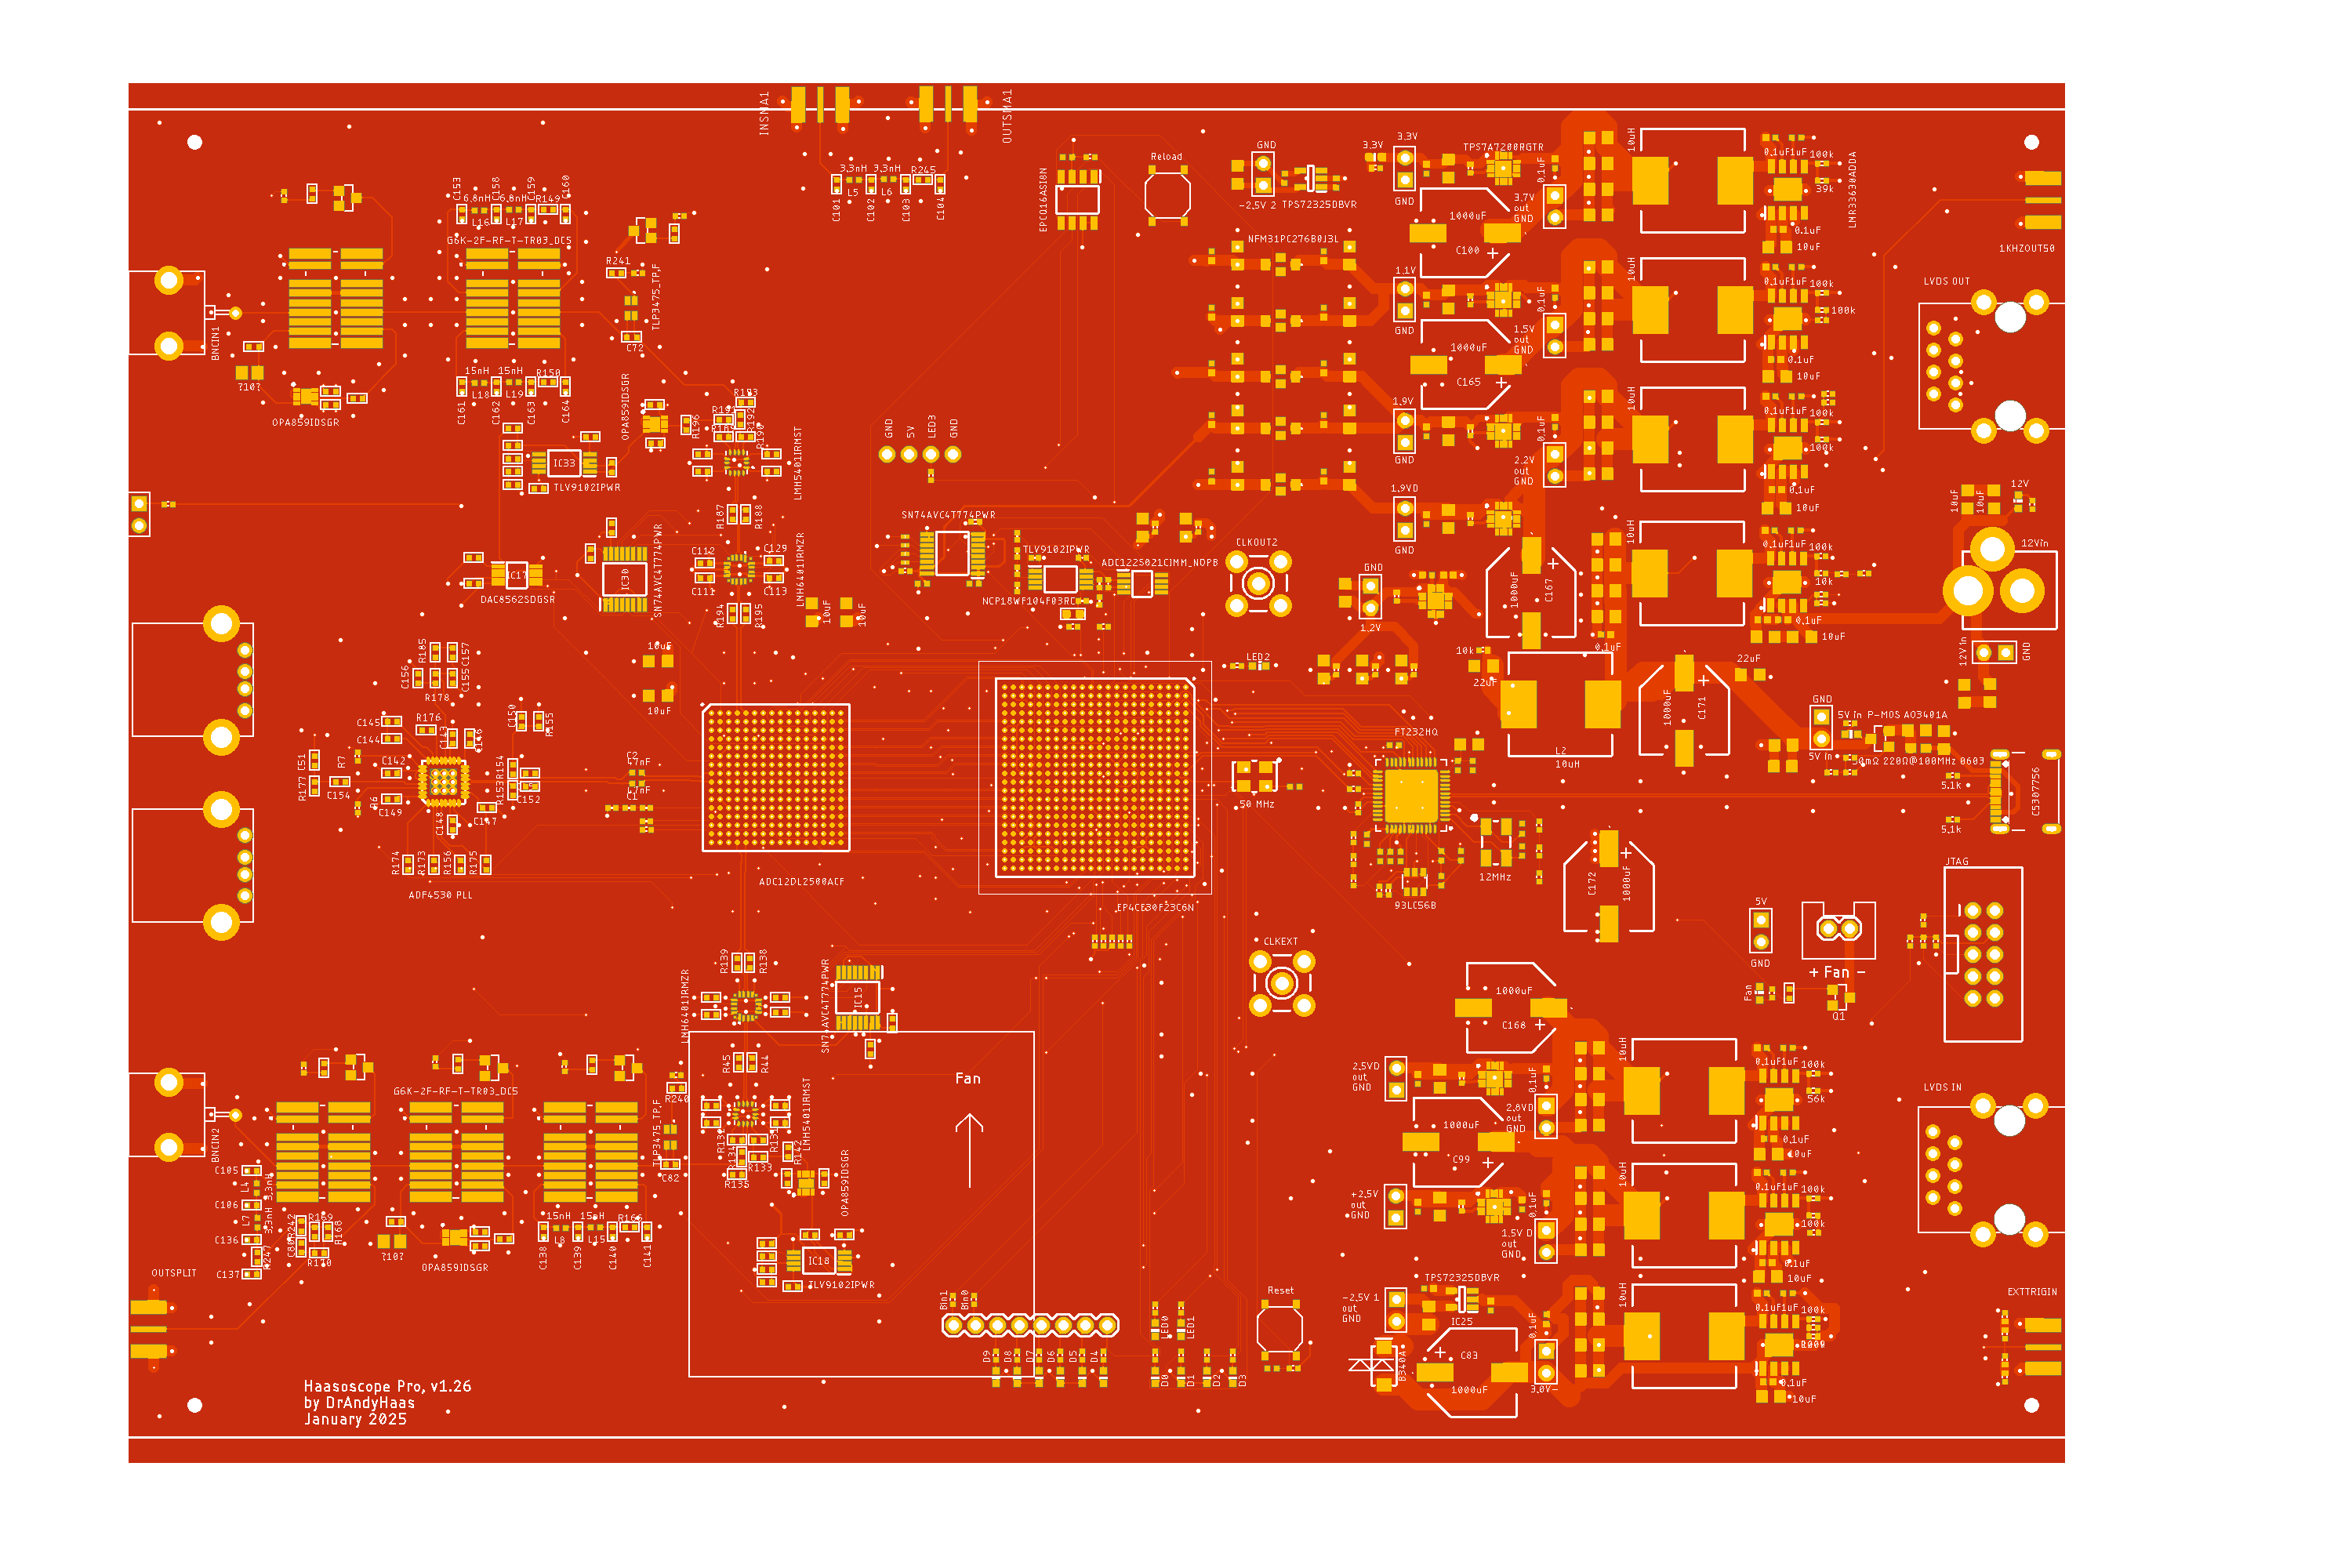 INSMA1
OUTSMA1
3.3nH 3.3nH
L5
L6
R245
C101
C102
C103
C104
EPCQ16ASI8N
Reload
GND
-2.5V 2 TPS72325DBVR
3.3V
3.3V
GND
TPS7A7200RGTR
0.1uF
3.7V
out
GND
1000uF
C100
10uH
0.1uF1uF
100k
39k
LMR33630ADDA
0.1uF
10uF
1KHZOUT50
C153
C158
C159
C160
6.8nH 6.8nH
L16
L17
R149
G6K-2F-RF-T-TR03_DC5
R241
TLP3475_TP,F
C72
BNCIN1
?10?
OPA859IDSGR
15nH 15nH
L18
L19
R150
C161
C162
C163
C164
OPA859IDSGR
R196
R193
R192
R190
LMH5401IRMST
IC33
TLV9102IPWR
NFM31PC276B0J3L
1.1V
GND
0.1uF
1.5V
out
GND
1000uF
C165
10uH
0.1uF1uF
100k
100k
0.1uF
10uF
LVDS OUT
GND
5V
LED3
GND
1.9V
GND
0.1uF
2.2V
out
GND
10uH
0.1uF1uF
100k
100k
0.1uF
10uF
1.9VD
GND
10uF
10uF
12V
12Vin
R187
R188
C112
C129
C111
C113
LMH6401IRMZR
R194
R195
IC17
DAC8562SDGSR
IC30
SN74AVC4T774PWR
SN74AVC4T774PWR
TLV9102IPWR
ADC122S021CIMM_NOPB
NCP18WF104F03RC
10uF
10uF
CLKOUT2
GND
1.2V
1000uF
C167
0.1uF
10uH
0.1uF1uF
100k
10k
0.1uF
10uF
12V in
GND
R185
C157
C156
C155
R178
10uF
10uF
LED2
10k
22uF
22uF
1000uF
C171
L2
10uH
GND
5V in P-MOS AO3401A
5V in
50mΩ 220Ω@100MHz 0603
C145
C144
R176
C143
C146
C150
R155
C142
C51
R7
R177
C154
C149
C148
C147
R154
R153
C152
C2
47nF
47nF
C1
FT232HQ
50 MHz
12MHz
93LC56B
5.1k
5.1k
C5307756
R174
R173
R156
R175
ADF4530 PLL
ADC12DL2500ACF
EP4CE30F23C6N
C172
1000uF
JTAG
5V
GND
+ Fan -
Fan
Q1
R139
R138
LMH6401IRMZR
SN74AVC4T774PWR
IC15
CLKEXT
1000uF
C168
R45
R44
Fan
G6K-2F-RF-T-TR03_DC5
R240
TLP3475_TP,F
C82
LMH5401IRMST
R133
R135
R142
OPA859IDSGR
BNCIN2
C105
L4
3.3nH
C106
L7
3.3nH
C136
C137
R242
R169
R168
C80
R170
R247
?10?
OPA859IDSGR
15nH 15nH
L8
L15
R166
C138
C139
C140
C141
IC18
TLV9102IPWR
2.5VD
out
GND
0.1uF
2.8VD
out
GND
1000uF
C99
10uH
0.1uF1uF
100k
56k
0.1uF
10uF
LVDS IN
+2.5V
out
GND
0.1uF
1.5V D
out
GND
10uH
0.1uF1uF
100k
100k
0.1uF
10uF
OUTSPLIT
Bin1
Bin0
LED0
LED1
Reset
TPS72325DBVR
-2.5V 1
out
GND
IC25
0.1uF
C83
1000uF
B340A
3.0V-
10uH
0.1uF1uF
100k
0.1uF
10uF
EXTTRIGIN
D9
D8
D7
D6
D5
D4
D0
D1
D2
D3
Haasoscope Pro, v1.26
by DrAndyHaas
January 2025